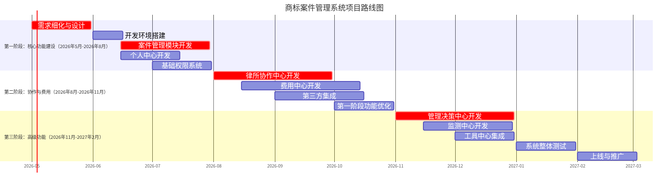 商标案件管理系统项目路线图
需求细化与设计
开发环境搭建
案件管理模块开发
个人中心开发
基础权限系统
第一阶段：核心功能建设（2026年5月-2026年8月）
律所协作中心开发
费用中心开发
第三方集成
第一阶段功能优化
第二阶段：协作与费用（2026年8月-2026年11月）
管理决策中心开发
监测中心开发
工具中心集成
系统整体测试
上线与推广
第三阶段：高级功能（2026年11月-2027年2月）
2026-05 2026-06 2026-07 2026-08 2026-09 2026-10 2026-11 2026-12 2027-01 2027-02 2027-03